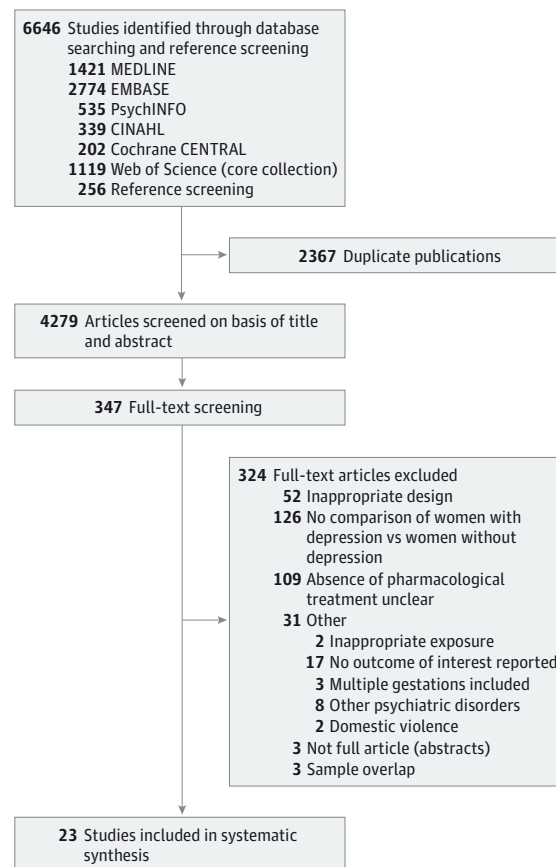 6646 Studies identified through database
searching and reference screening
1421 MEDLINE
2774 EMBASE
535 PsychINFO
339 CINAHL
202 Cochrane CENTRAL
1119 Web of Science (core collection)
256 Reference screening
2367 Duplicate publications
4279 Articles screened on basis of title
and abstract
347 Full-text screening
324 Full-text articles excluded
52 Inappropriate design
126 No comparison of women with
depression vs women without
depression
109 Absence of pharmacological
treatment unclear
31 Other
2 Inappropriate exposure
17 No outcome of interest reported
3 Multiple gestations included
8 Other psychiatric disorders
2 Domestic violence
3 Not full article (abstracts)
3 Sample overlap
23 Studies included in systematic
synthesis